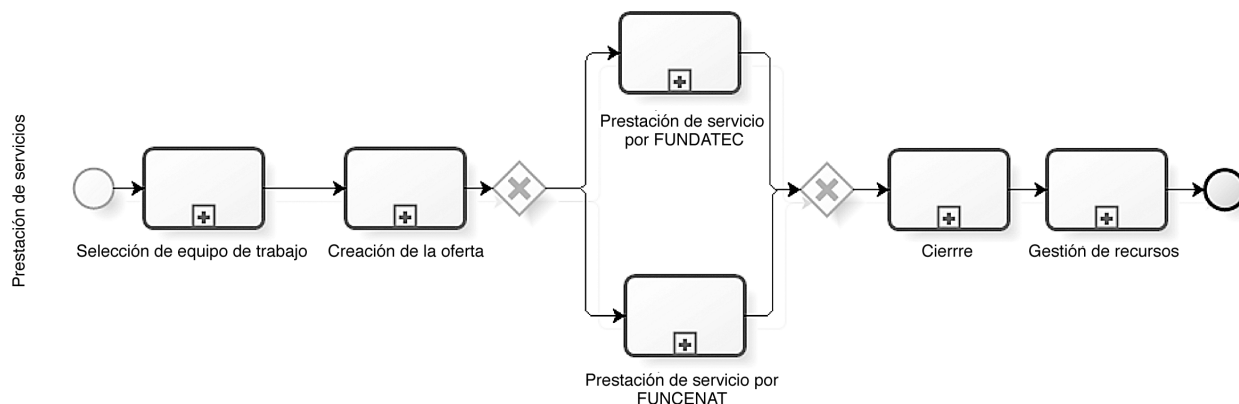 Prestación de servicios
Selección de equipo de trabajo
Creación de la oferta
Prestación de servicio
por FUNDATEC
Prestación de servicio por
FUNCENAT
Cierrre
Gestión de recursos